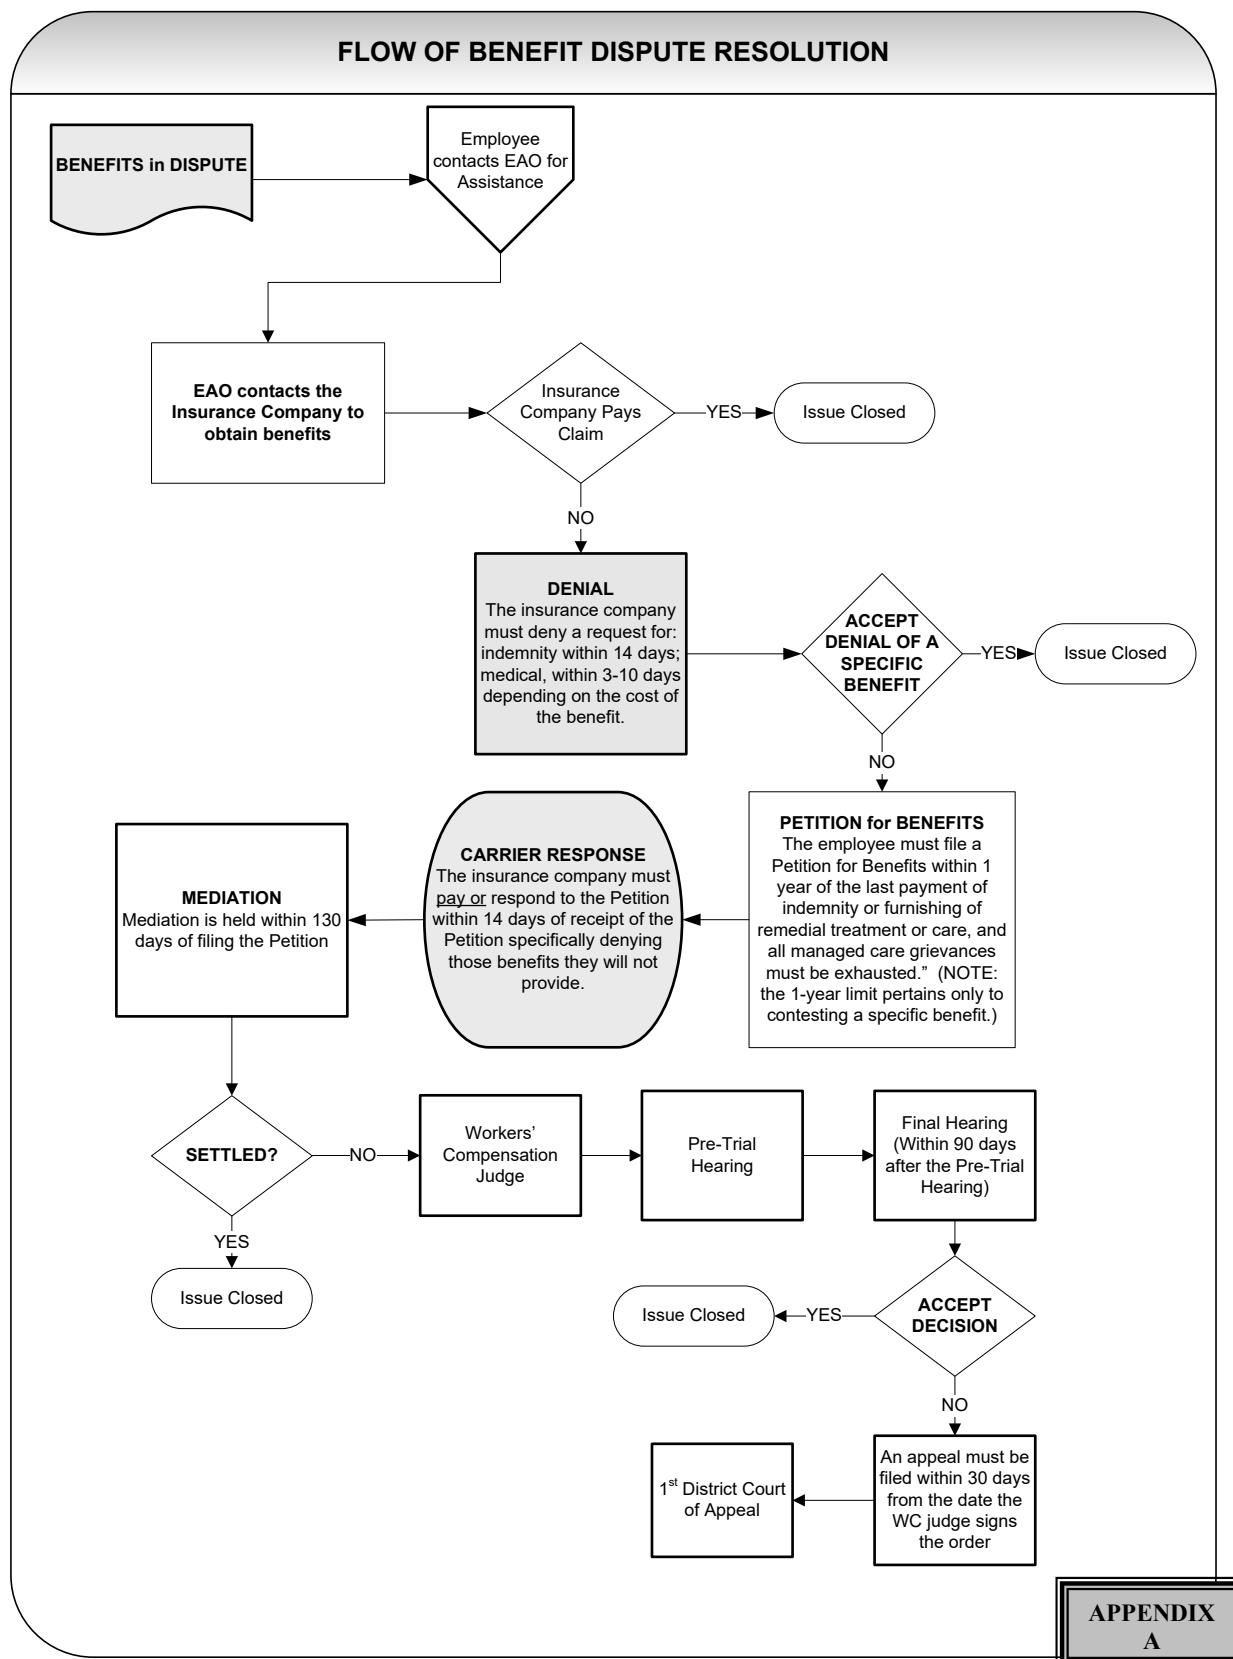 FLOW OF BENEFIT DISPUTE RESOLUTION
BENEFITS in DISPUTE
Employee
contacts EAO for
Assistance
EAO contacts the
Insurance Company to
obtain benefits
Insurance
Company Pays
Claim
YES
Issue Closed
NO
DENIAL
The insurance company
must deny a request for:
indemnity within 14 days;
medical, within 3-10 days
depending on the cost of
the benefit.
ACCEPT
DENIAL OF A
SPECIFIC
BENEFIT
YES
Issue Closed
NO
PETITION for BENEFITS
The employee must file a
Petition for Benefits within 1
year of the last payment of
indemnity or furnishing of
remedial treatment or care, and
all managed care grievances
must be exhausted.” (NOTE:
the 1-year limit pertains only to
contesting a specific benefit.)
CARRIER RESPONSE
The insurance company must
pay or respond to the Petition
within 14 days of receipt of the
Petition specifically denying
those benefits they will not
provide.
MEDIATION
Mediation is held within 130
days of filing the Petition
SETTLED?
NO
YES
Issue Closed
Workers’
Compensation
Judge
Pre-Trial
Hearing
Final Hearing
(Within 90 days
after the Pre-Trial
Hearing)
ACCEPT
DECISION
YES
Issue Closed
NO
An appeal must be
filed within 30 days
from the date the
WC judge signs
the order
1st District Court
of Appeal
APPENDIX
A